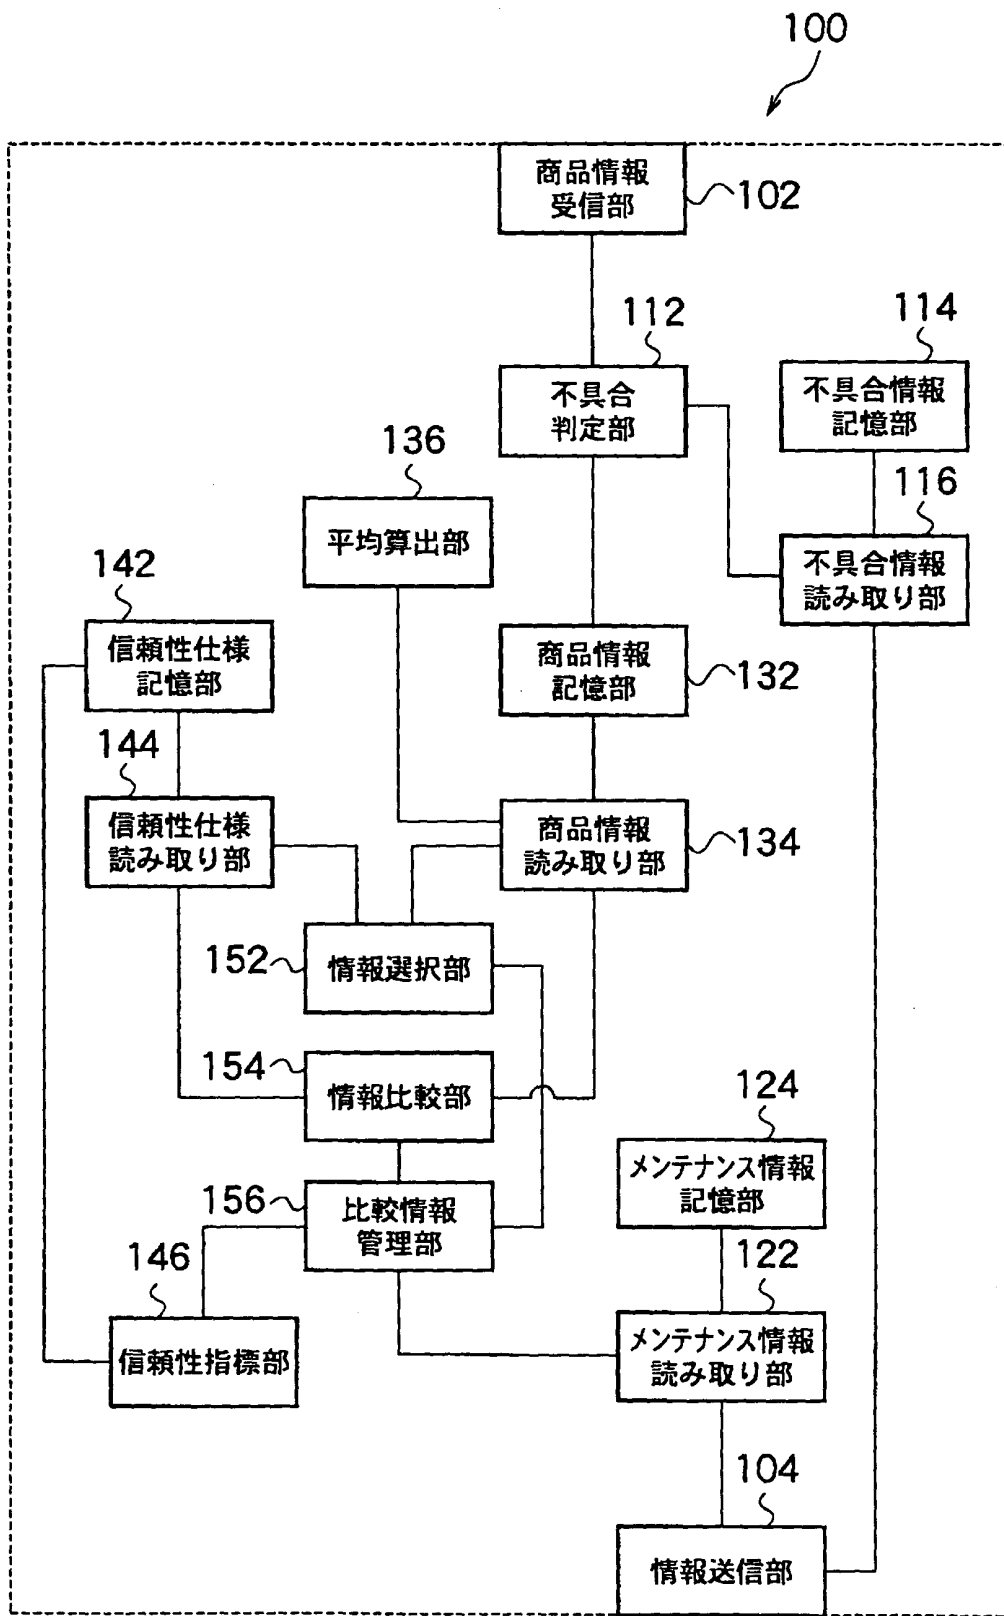 100
商品情報
受信部
102
112
114
不具合
判定部
不具合情報
記憶部
136
116
平均算出部
不具合情報
読み取り部
142
信頼性仕様
記憶部
商品情報
記憶部
132
144
信頼性仕様
読み取り部
商品情報
読み取り部
134
152
情報選択部
154
情報比較部
124
メンテナンス情報
記憶部
156
比較情報
管理部
146
122
信頼性指標部
メンテナンス情報
読み取り部
104
情報送信部